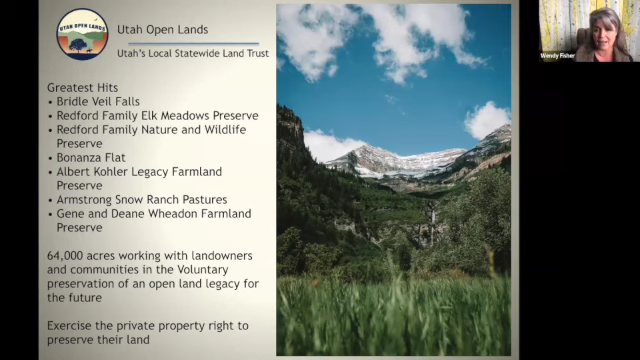 UTAH OPEN LANDS
Utah Open Lands
Utah's Local Statewide Land Trust
Greatest Hits
• Bridle Veil Falls
• Redford Family Elk Meadows Preserve
• Redford Family Nature and Wildlife
Preserve
• Bonanza Flat
• Albert Kohler Legacy Farmland
Preserve
• Armstrong Snow Ranch Pastures
• Gene and Deane Wheadon Farmland
Preserve
64,000 acres working with landowners
and communities in the Voluntary
preservation of an open land legacy for
the future
Exercise the private property right to
preserve their land
Wendy Fisher